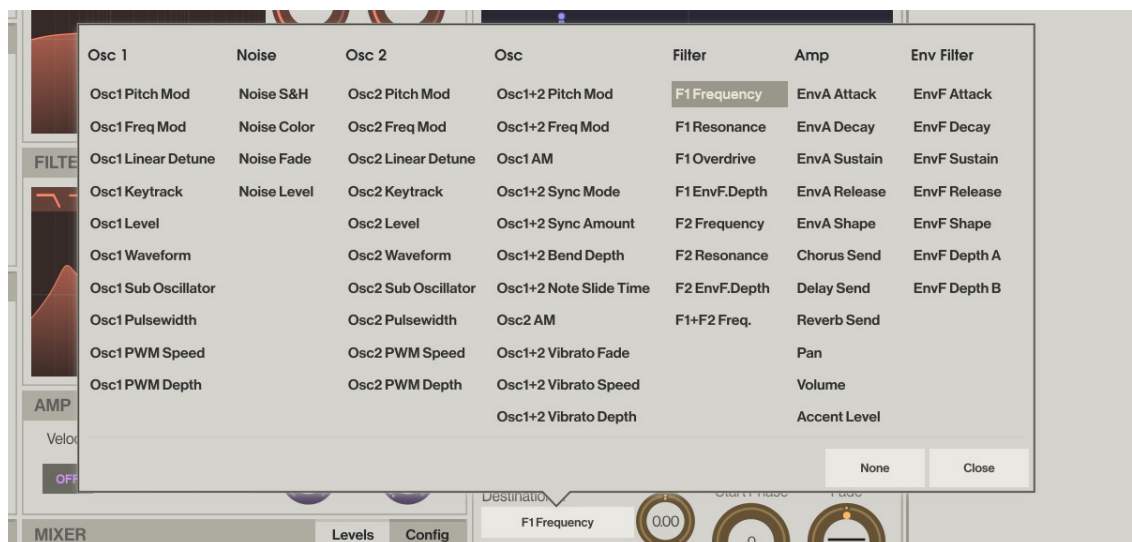 Osc 1 Noise Osc 2 Osc Filter Amp Env Filter
Osc1 Pitch Mod Noise S&H Osc2 Pitch Mod Osc1+2 Pitch Mod F1 Frequency EnvA Attack EnvF Attack
Osc1 Freq Mod Noise Color Osc2 Freq Mod Osc1+2 Freq Mod F1 Resonance EnvA Decay EnvF Decay
FILTE Osc1 Linear Detune Noise Fade Osc2 Linear Detune Osc1 AM F1 Overdrive EnvA Sustain EnvF Sustain
Osc1 Keytrack Noise Level Osc2 Keytrack Osc1+2 Sync Mode F1 EnvF.Depth EnvA Release EnvF Release
Osc1 Level Osc2 Level Osc1+2 Sync Amount F2 Frequency EnvA Shape EnvF Shape
Osc1 Waveform Osc2 Waveform Osc1+2 Bend Depth F2 Resonance Chorus Send EnvF Depth A
Osc1 Sub Oscillator Osc2 Sub Oscillator Osc1+2 Note Slide Time F2 EnvF.Depth Delay Send EnvF Depth B
Osc1 Pulsewidth Osc2 Pulsewidth Osc2 AM F1+F2 Freq. Reverb Send
Osc1 PWM Speed Osc2 PWM Speed Osc1+2 Vibrato Fade Pan
Osc1 PWM Depth Osc2 PWM Depth Osc1+2 Vibrato Speed Volume
AMP Osc1+2 Vibrato Depth Accent Level
Veloc
None Close
OFF
Destination Start Phase Fade
F1 Frequency 0.00 0
MIXER Levels Config